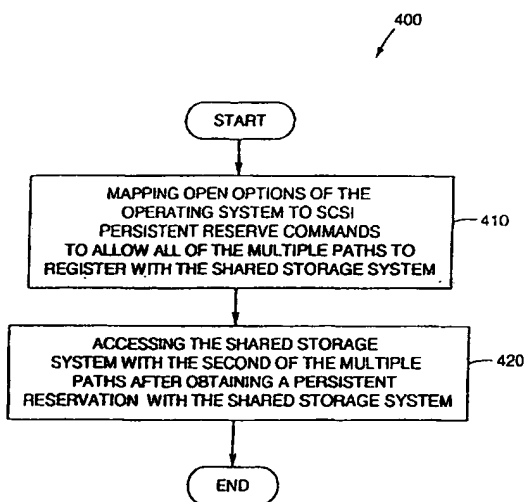 400
START
MAPPING OPEN OPTIONS OF THE
OPERATING SYSTEM TO SCSI
PERSISTENT RESERVE COMMANDS
TO ALLOW ALL OF THE MULTIPLE PATHS TO
REGISTER WITH THE SHARED STORAGE SYSTEM
410
ACCESSING THE SHARED STORAGE
SYSTEM WITH THE SECOND OF THE MULTIPLE
PATHS AFTER OBTAINING A PERSISTENT
RESERVATION WITH THE SHARED STORAGE SYSTEM
420
END